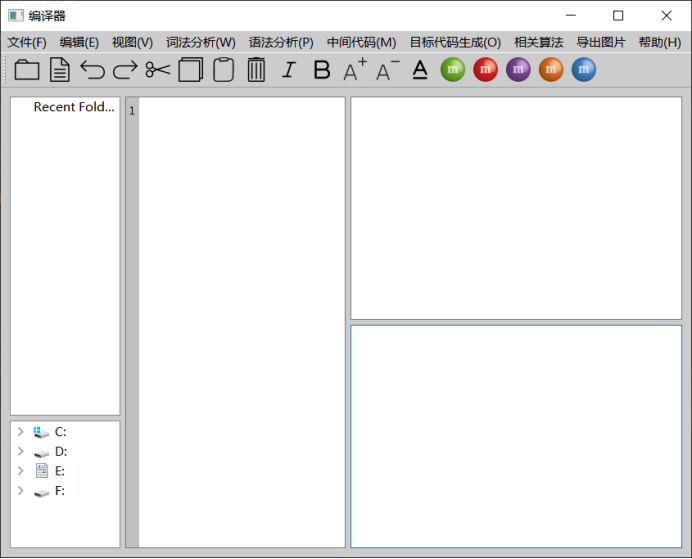 编译器
文件(F) 编辑(E) 视图(V) 词法分析(W) 语法分析(P) 中间代码(M) 目标代码生成(O) 相关算法 导出图片 帮助(H)
I B A+ A- A m m m m m
Recent Fold...
1
C:
D:
E:
F: